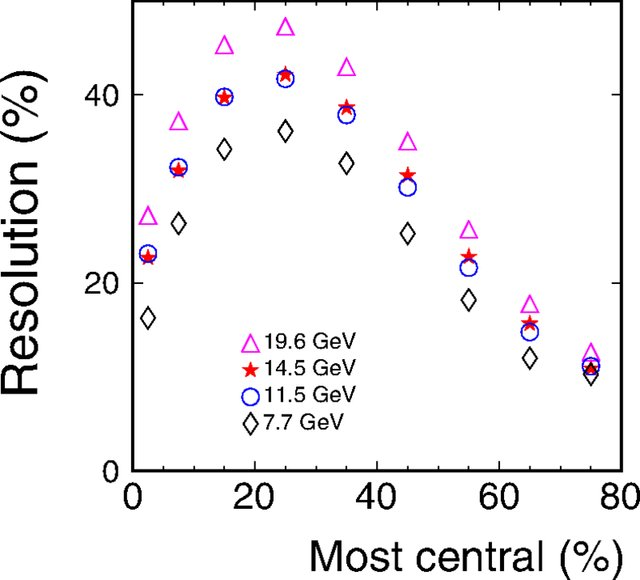 Resolution (%)
40
20
0
19.6 GeV
14.5 GeV
11.5 GeV
7.7 GeV
0 20 40 60 80
Most central (%)